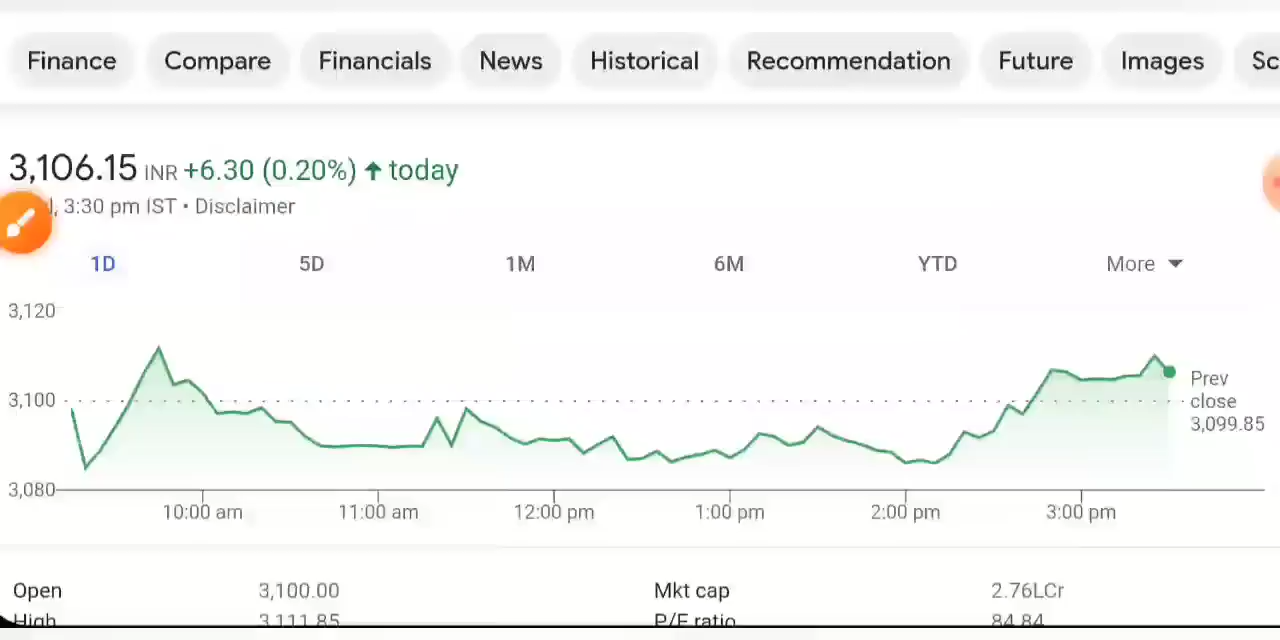 Finance Compare Financials News Historical Recommendation Future Images Sc
3,106.15 INR +6.30 (0.20%) ↑ today
l, 3:30 pm IST • Disclaimer
1D 5D 1M 6M YTD More
3,120
3,100
3,080
Prev
close
3,099.85
10:00 am 11:00 am 12:00 pm 1:00 pm 2:00 pm 3:00 pm
Open 3,100.00 Mkt cap 2.76LCr
High 3,111.85 P/E ratio 84.84